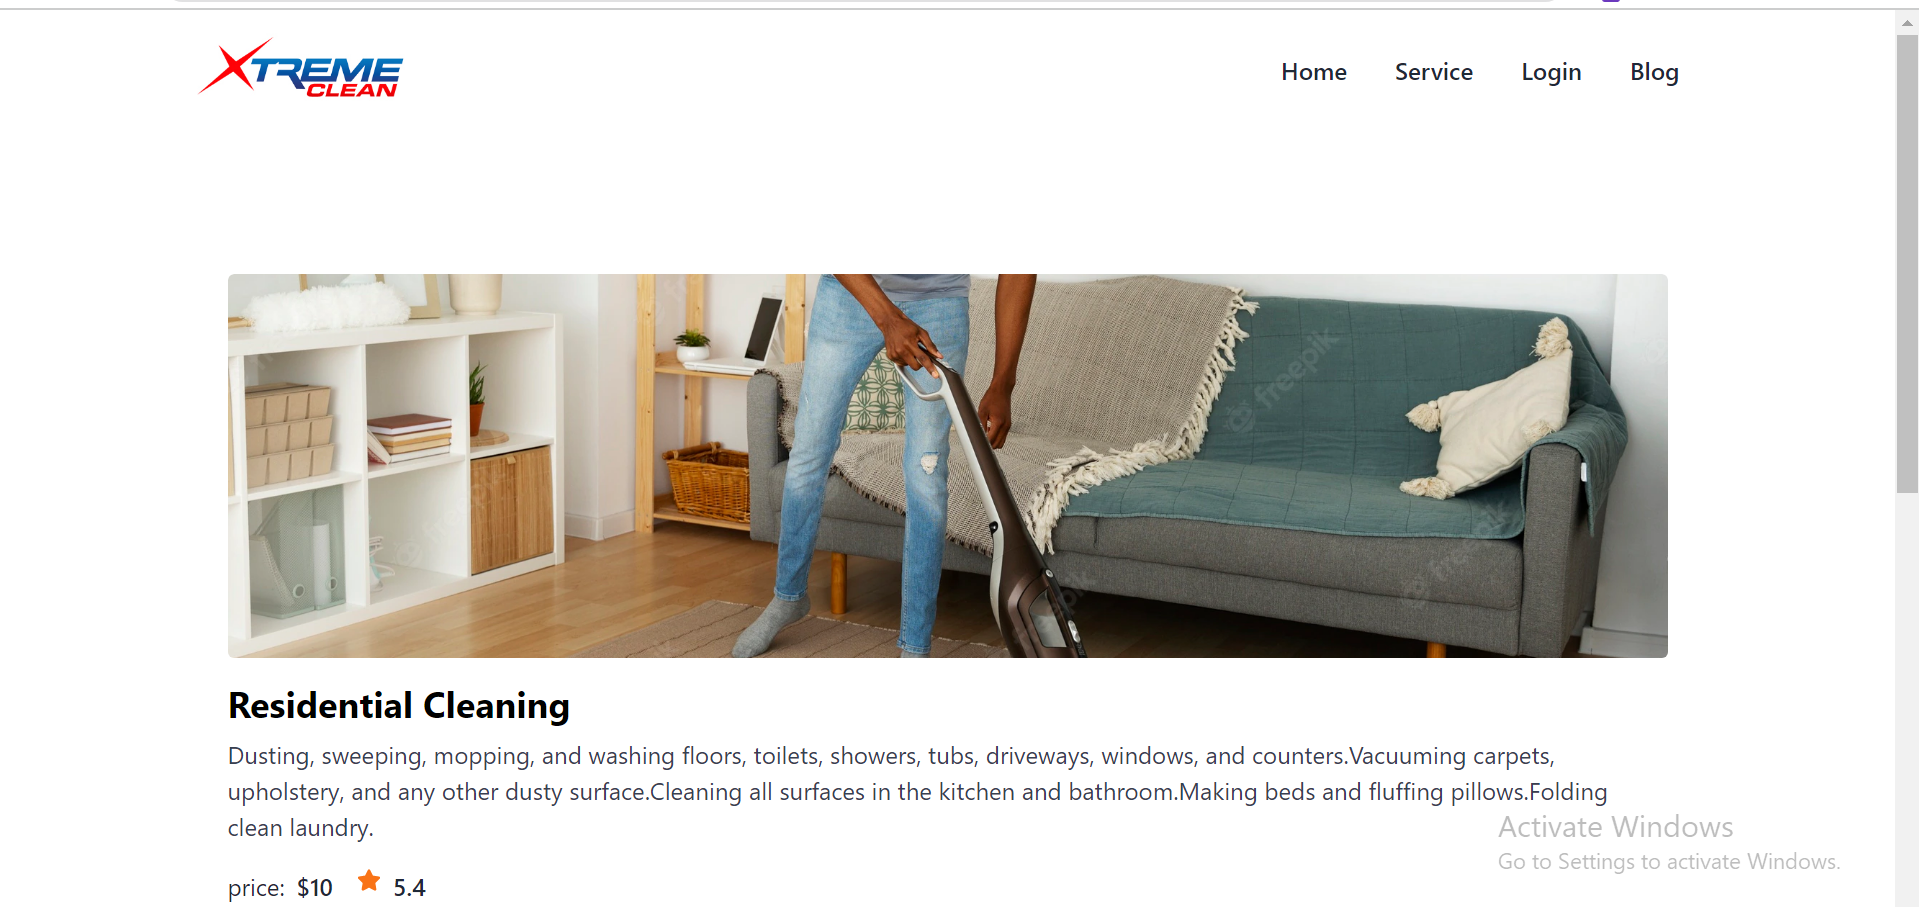 XTREME
CLEAN
Home Service Login Blog
freepik
freepik
Residential Cleaning
Dusting, sweeping, mopping, and washing floors, toilets, showers, tubs, driveways, windows, and counters.Vacuuming carpets,
upholstery, and any other dusty surface.Cleaning all surfaces in the kitchen and bathroom.Making beds and fluffing pillows.Folding
clean laundry.
Activate Windows
Go to Settings to activate Windows.
price: $10 5.4